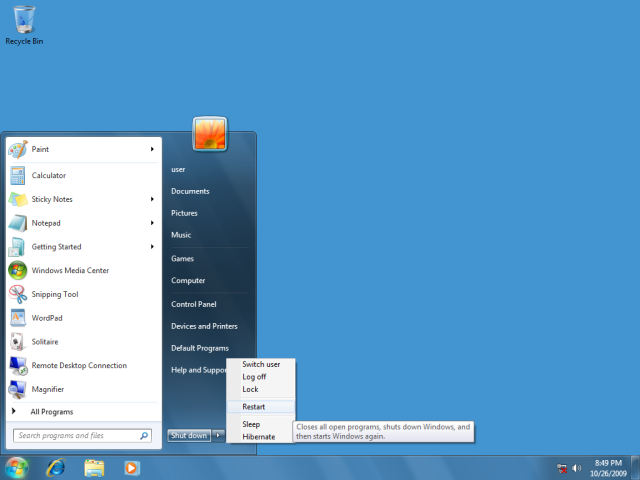 Recycle Bin
Paint
Calculator
Sticky Notes
Notepad
Getting Started
Windows Media Center
Snipping Tool
WordPad
Solitaire
Remote Desktop Connection
Magnifier
All Programs
Search programs and files
user
Documents
Pictures
Music
Games
Computer
Control Panel
Devices and Printers
Default Programs
Help and Suppo
Shut down
Switch user
Log off
Lock
Restart
Sleep
Hibernate
Closes all open programs, shuts down Windows, and
then starts Windows again.
8:49 PM
10/26/2009